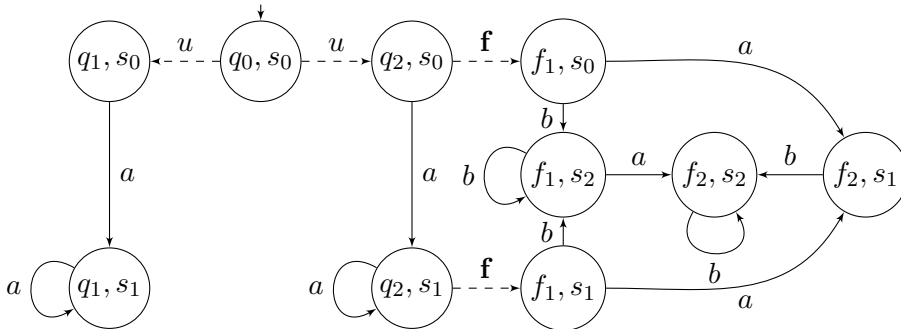 u u f a
q₁, s₀ q₀, s₀ q₂, s₀ f₁, s₀
b
a a b f₁, s₂ a f₂, s₂ b f₂, s₁
b
b
a q₁, s₁ a q₂, s₁ f f₁, s₁ a